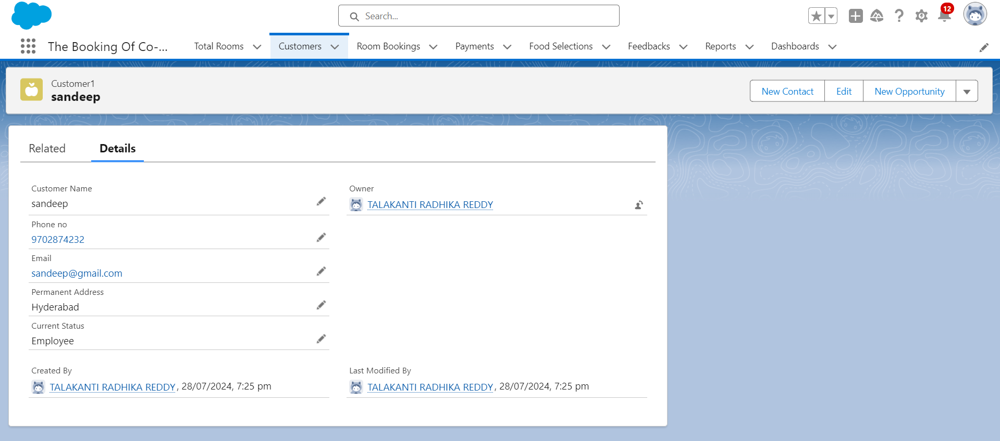 Search...
12
The Booking Of Co-...
Total Rooms
Customers
Room Bookings
Payments
Food Selections
Feedbacks
Reports
Dashboards
Customer1
sandeep
New Contact
Edit
New Opportunity
Related
Details
Customer Name
sandeep
Owner
TALAKANTI RADHIKA REDDY
Phone no
9702874232
Email
sandeep@gmail.com
Permanent Address
Hyderabad
Current Status
Employee
Created By
TALAKANTI RADHIKA REDDY, 28/07/2024, 7:25 pm
Last Modified By
TALAKANTI RADHIKA REDDY, 28/07/2024, 7:25 pm